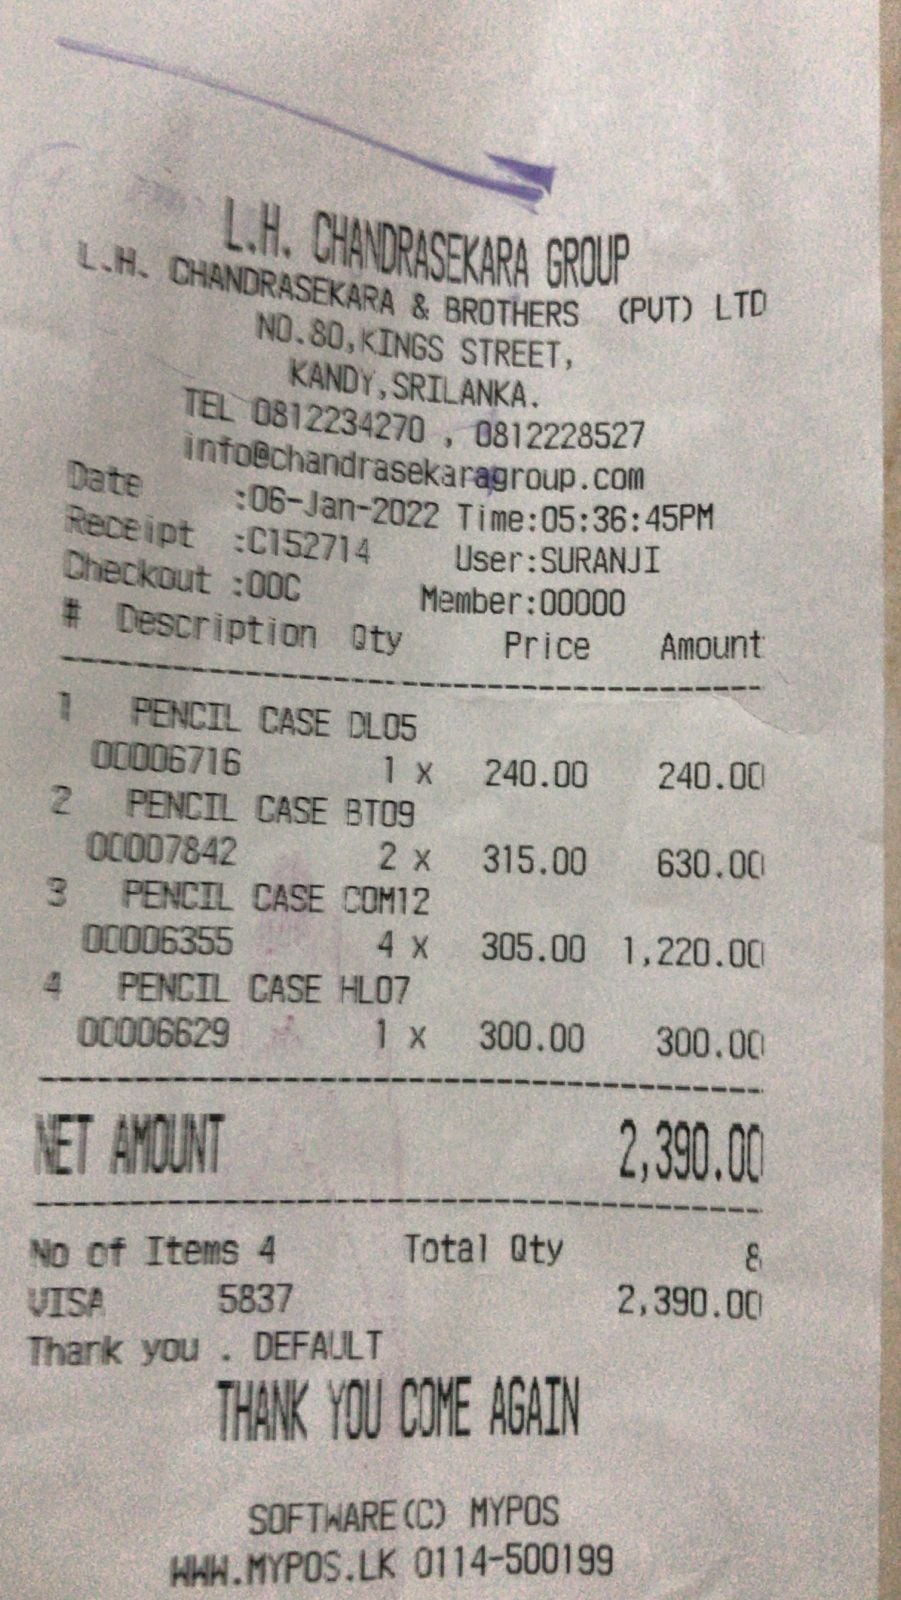 L.H. CHANDRASEKARA GROUP
L.H. CHANDRASEKARA & BROTHERS (PVT) LTD
NO.80,KINGS STREET,
KANDY,SRILANKA.
TEL 0812234270 , 0812228527
info@chandrasekaragroup.com
Date :06-Jan-2022 Time:05:36:45PM
Receipt :C152714 User:SURANJI
Checkout :00C Member:00000
# Description Qty Price Amount
1 PENCIL CASE DL05
00006716 1 x 240.00 240.00
2 PENCIL CASE BT09
00007842 2 x 315.00 630.00
3 PENCIL CASE COM12
00006355 4 x 305.00 1,220.00
4 PENCIL CASE HL07
00006629 1 x 300.00 300.00
NET AMOUNT 2,390.00
No of Items 4 Total Qty 8
VISA 5837 2,390.00
Thank you . DEFAULT
THANK YOU COME AGAIN
SOFTWARE(C) MYPOS
WWW.MYPOS.LK 0114-500199